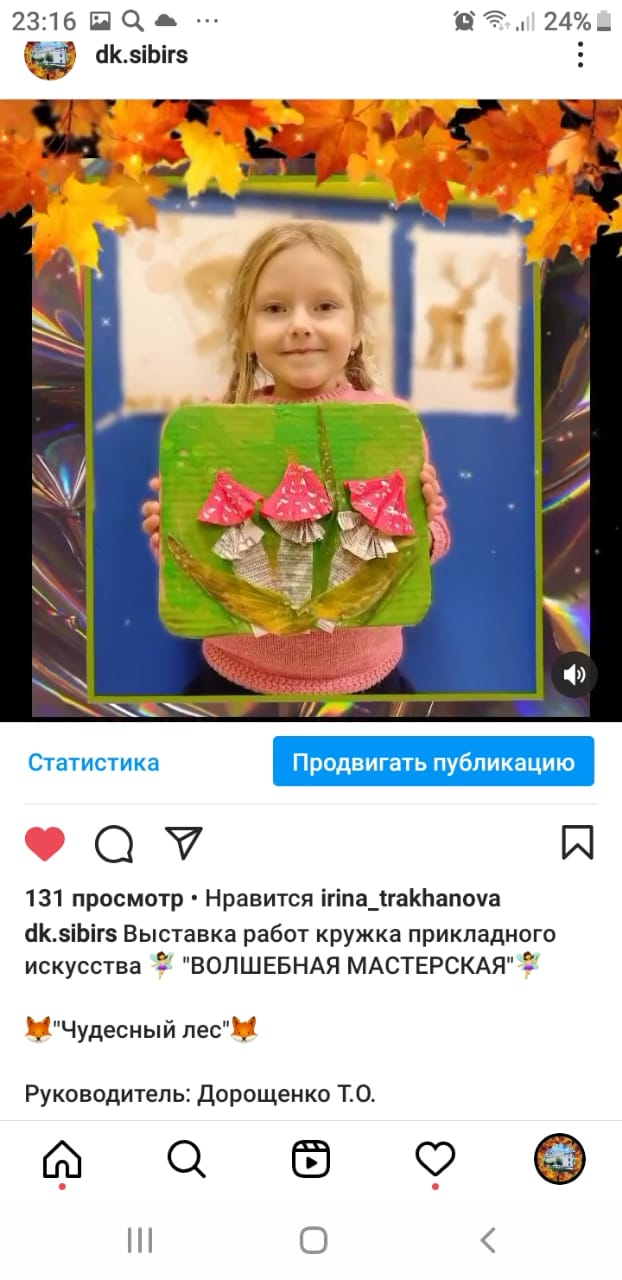 23:16
24%
dk.sibirs
Статистика
Продвигать публикацию
131 просмотр • Нравится irina_trakhanova
dk.sibirs Выставка работ кружка прикладного
искусства 🧚‍♀️ "ВОЛШЕБНАЯ МАСТЕРСКАЯ"🧚‍♀️
🦊"Чудесный лес"🦊
Руководитель: Дорощенко Т.О.